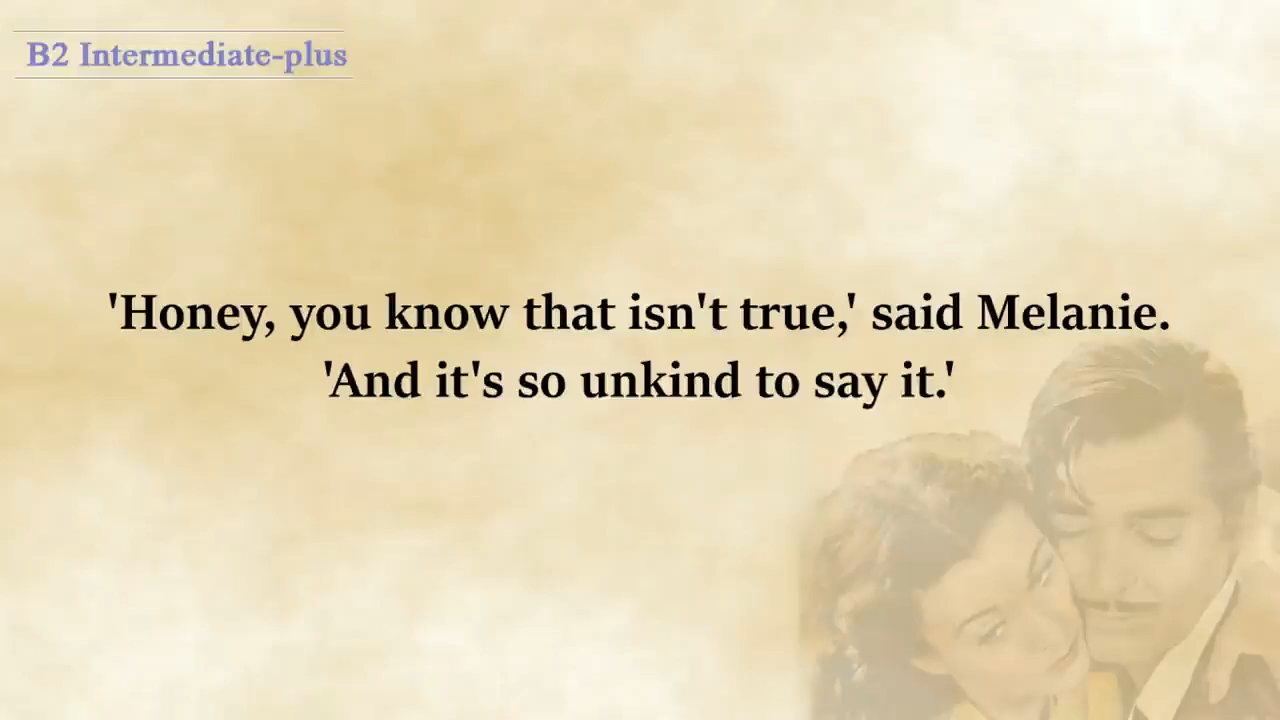 B2 Intermediate-plus
'Honey, you know that isn't true,' said Melanie.
'And it's so unkind to say it.'